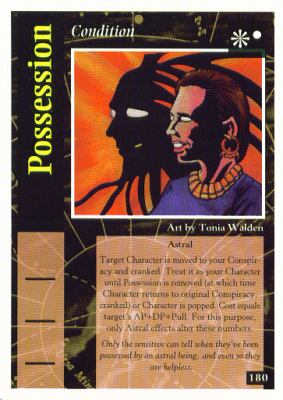 Possession
Condition
Art by Tonia Walden
Astral
Target Character is moved to your Conspir-
acy and cranked. Treat it as your Character
until Possession is removed (at which time
Character returns to original Conspiracy,
cranked) or Character is popped. Cost equals
target's AP+DP+Pull. For this purpose,
only Astral effects alter these numbers.
Only the sensitive can tell when they've been
possessed by an astral being, and even so they
are helpless.
180